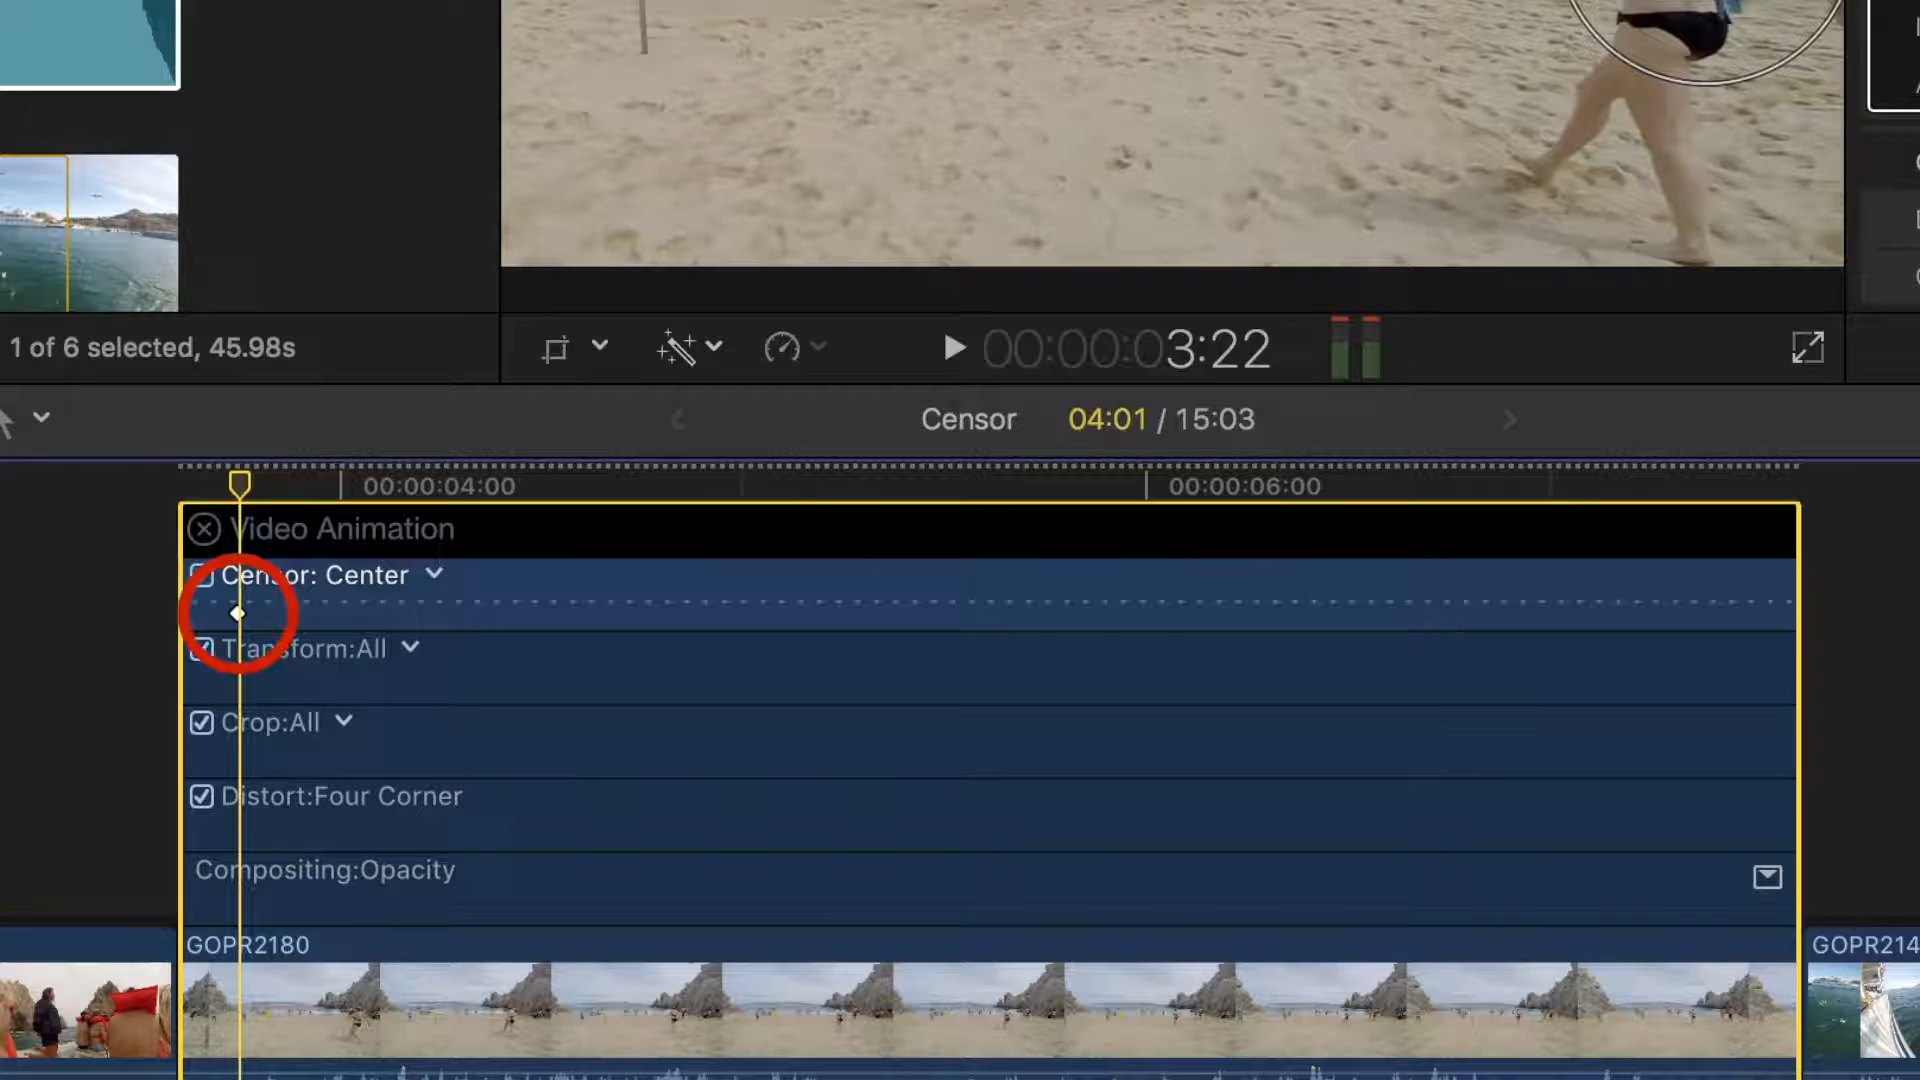 1 of 6 selected, 45.98s
00:00:03:22
Censor 04:01 / 15:03
00:00:04:00
00:00:06:00
Video Animation
Censor: Center
Transform:All
Crop:All
Distort:Four Corner
Compositing:Opacity
GOPR2180
GOPR214